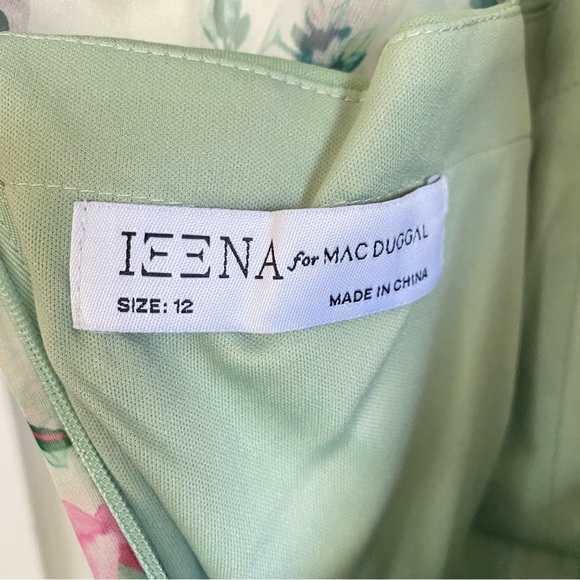 IEENA for MAC DUGGAL
SIZE: 12 MADE IN CHINA